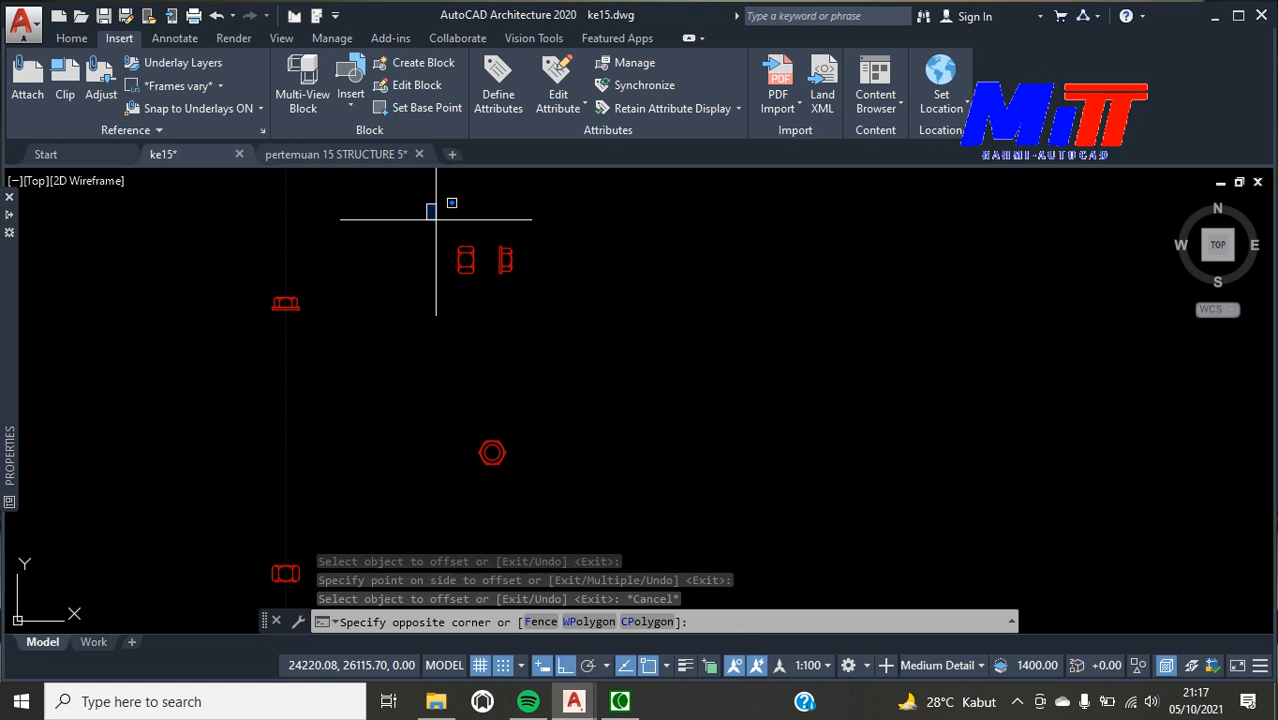 AutoCAD Architecture 2020 ke15.dwg
Type a keyword or phrase
Sign In
Home Insert Annotate Render View Manage Add-ins Collaborate Vision Tools Featured Apps
Attach
Clip
Adjust
Underlay Layers
*Frames vary*
Snap to Underlays ON
Reference
Multi-View Block
Insert
Create Block
Edit Block
Set Base Point
Block
Define Attributes
Edit Attribute
Manage
Synchronize
Retain Attribute Display
Attributes
PDF Import
Land XML
Import
Content Browser
Content
Set Location
Location
MiTT
Start ke15* pertemuan 15 STRUCTURE 5*
[−][Top][2D Wireframe]
N
W TOP E
S
WCS
PROPERTIES
Y
X
Select object to offset or [Exit/Undo] <Exit>:
Specify point on side to offset or [Exit/Multiple/Undo] <Exit>:
Select object to offset or [Exit/Undo] <Exit>: *Cancel*
Specify opposite corner or [Fence WPolygon CPolygon]:
Model Work
24220.08, 26115.70, 0.00 MODEL 1:100 Medium Detail 1400.00 +0.00
Type here to search
28°C Kabut
21:17
05/10/2021